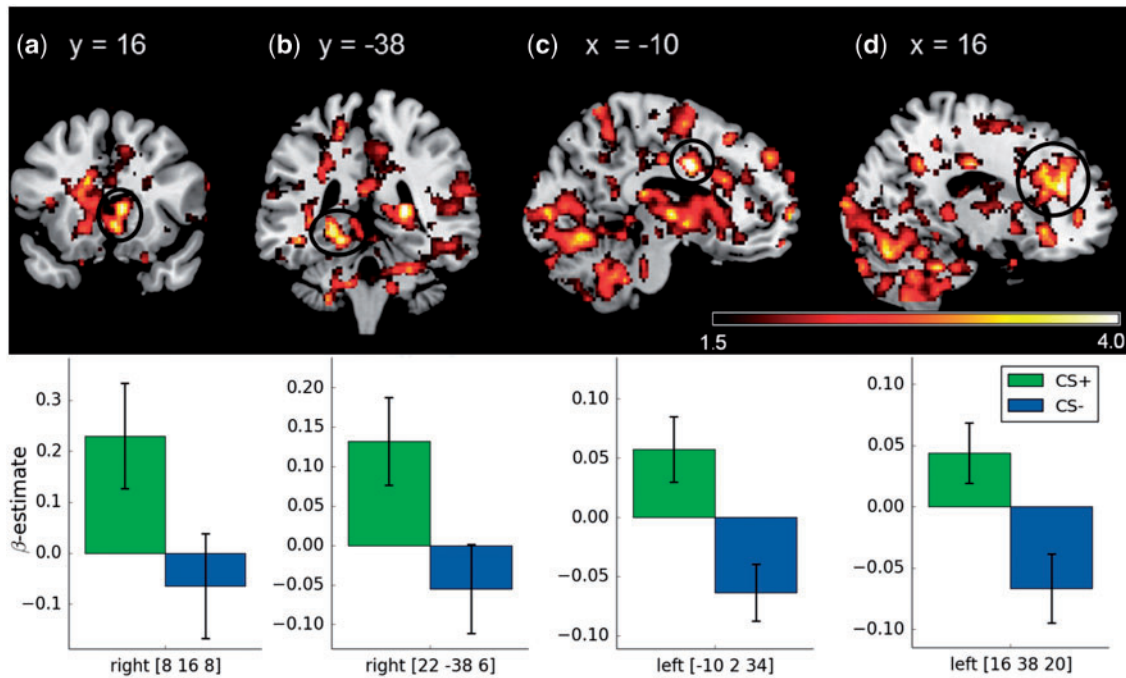 (a) y = 16
(b) y = -38
(c) x = -10
(d) x = 16
1.5 4.0
β-estimate
0.3
0.2
0.1
0.0
−0.1
right [8 16 8]
0.20
0.15
0.10
0.05
0.00
−0.05
−0.10
right [22 -38 6]
0.10
0.05
0.00
−0.05
−0.10
left [-10 2 34]
0.10
0.05
0.00
−0.05
−0.10
left [16 38 20]
CS+
CS-